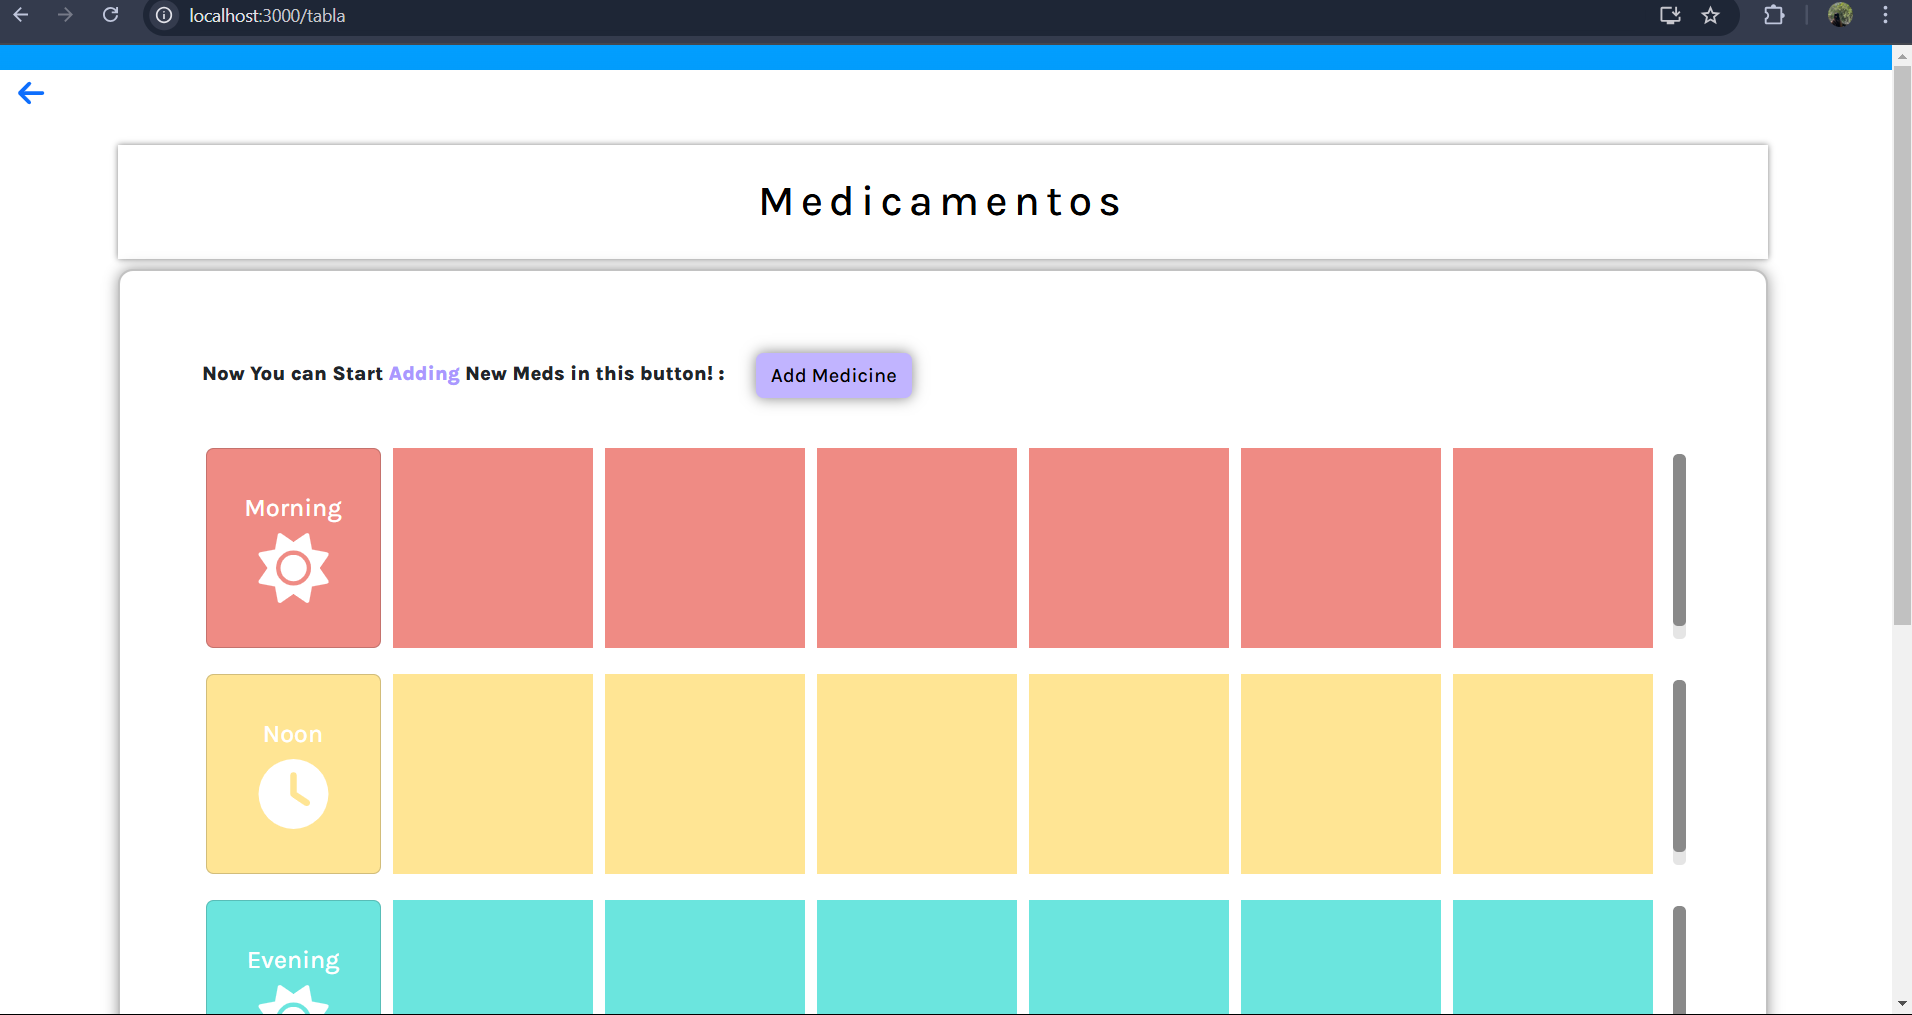 localhost:3000/tabla
Medicamentos
Now You can Start Adding New Meds in this button! :
Add Medicine
Morning
Noon
Evening